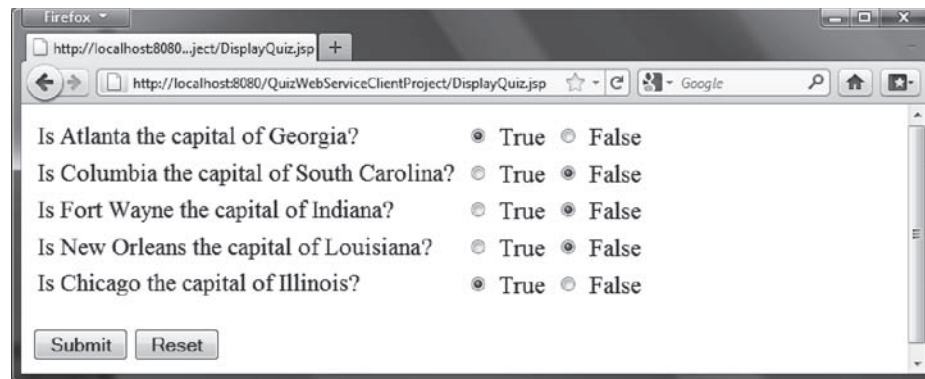 Firefox
http://localhost:8080...ject/DisplayQuiz.jsp +
http://localhost:8080/QuizWebServiceClientProject/DisplayQuiz.jsp Google
Is Atlanta the capital of Georgia? True False
Is Columbia the capital of South Carolina? True False
Is Fort Wayne the capital of Indiana? True False
Is New Orleans the capital of Louisiana? True False
Is Chicago the capital of Illinois? True False
Submit Reset